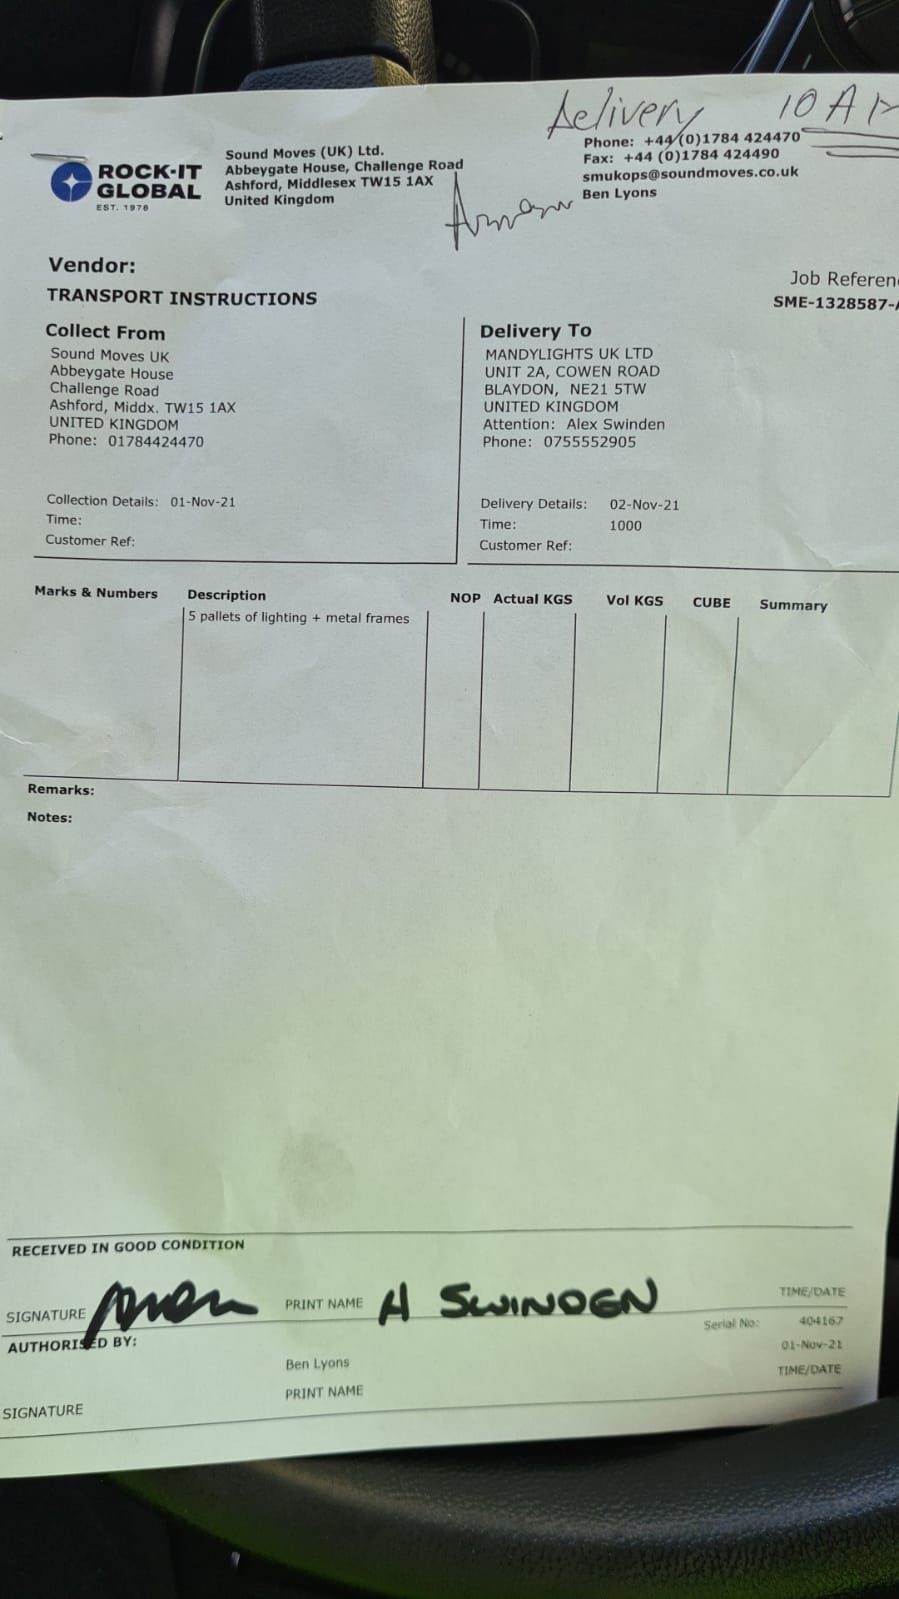 Delivery 10 AM
ROCK-IT
GLOBAL
EST. 1978
Sound Moves (UK) Ltd.
Abbeygate House, Challenge Road
Ashford, Middlesex TW15 1AX
United Kingdom
Phone: +44 (0)1784 424470
Fax: +44 (0)1784 424490
smukops@soundmoves.co.uk
Ben Lyons
Vendor:
TRANSPORT INSTRUCTIONS
Job Referen
SME-1328587-
Collect From
Sound Moves UK
Abbeygate House
Challenge Road
Ashford, Middx. TW15 1AX
UNITED KINGDOM
Phone: 01784424470
Collection Details: 01-Nov-21
Time:
Customer Ref:
Delivery To
MANDYLIGHTS UK LTD
UNIT 2A, COWEN ROAD
BLAYDON, NE21 5TW
UNITED KINGDOM
Attention: Alex Swinden
Phone: 0755552905
Delivery Details: 02-Nov-21
Time: 1000
Customer Ref:
Marks & Numbers Description NOP Actual KGS Vol KGS CUBE Summary
5 pallets of lighting + metal frames
Remarks:
Notes:
RECEIVED IN GOOD CONDITION
SIGNATURE PRINT NAME A SWINDEN TIME/DATE
Serial No: 404167
AUTHORISED BY:
Ben Lyons 01-Nov-21
SIGNATURE PRINT NAME TIME/DATE